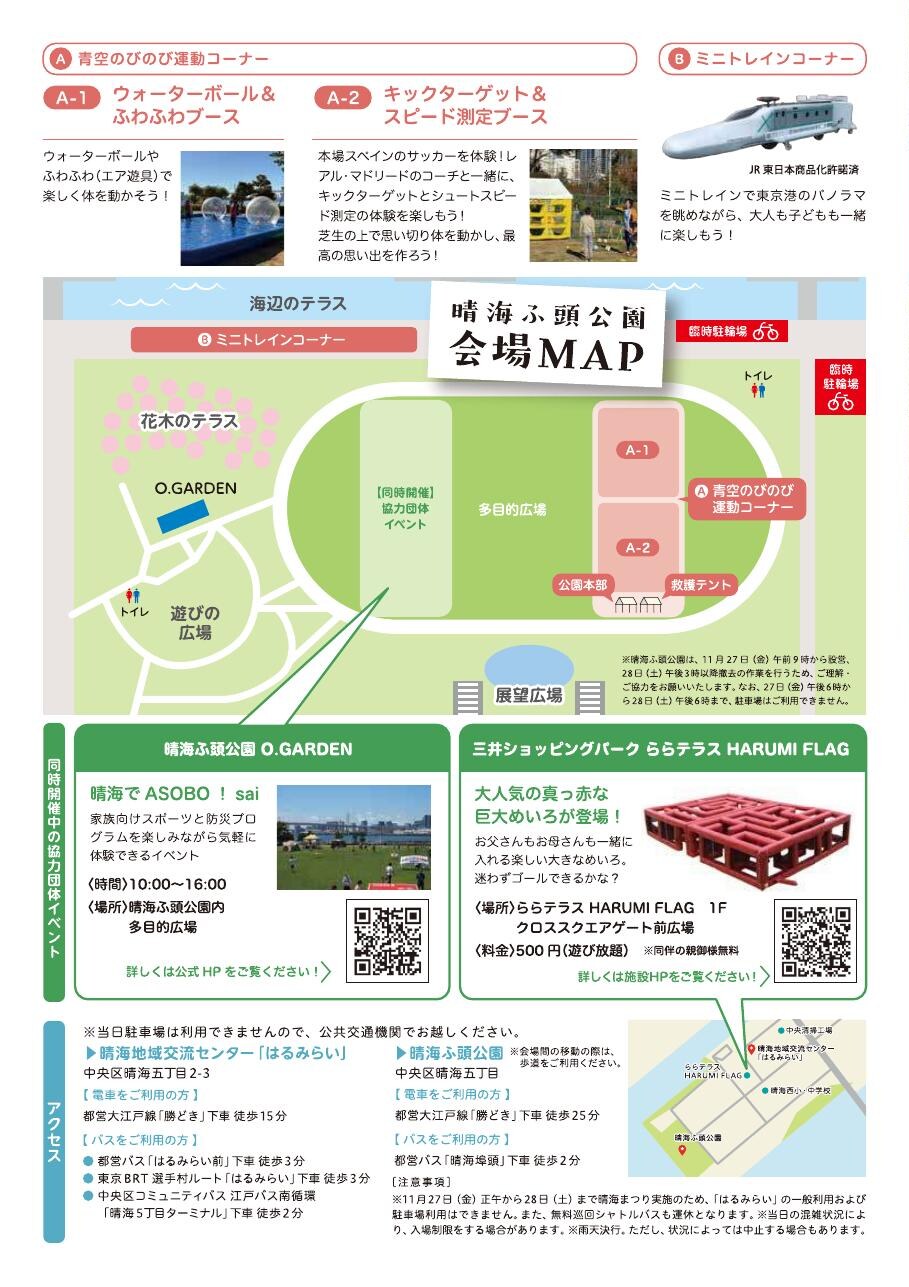 A 青空のびのび運動コーナー
A-1 ウォーターボール＆
ふわふわブース
ウォーターボールや
ふわふわ（エア遊具）で
楽しく体を動かそう！
A-2 キックターゲット＆
スピード測定ブース
本場スペインのサッカーを体験！レ
アル・マドリードのコーチと一緒に、
キックターゲットとシュートスピー
ド測定の体験を楽しもう！
芝生の上で思い切り体を動かし、最
高の思い出を作ろう！
B ミニトレインコーナー
JR東日本商品化許諾済
ミニトレインで東京港のパノラマ
を眺めながら、大人も子どもも一緒
に楽しもう！
海辺のテラス
B ミニトレインコーナー
晴海ふ頭公園
会場MAP
臨時駐輪場
臨時
駐輪場
トイレ
花木のテラス
O.GARDEN
【同時開催】
協力団体
イベント
多目的広場
A-1
A 青空のびのび
運動コーナー
A-2
公園本部
救護テント
トイレ
遊びの
広場
展望広場
※晴海ふ頭公園は、11月27日（金）午前9時から設営、
28日（土）午後3時以降撤去の作業を行うため、ご理解・
ご協力をお願いいたします。なお、27日（金）午後6時か
ら28日（土）午後6時まで、駐車場はご利用できません。
同時開催中の協力団体イベント
晴海ふ頭公園 O.GARDEN
晴海で ASOBO ！ sai
家族向けスポーツと防災プロ
グラムを楽しみながら気軽に
体験できるイベント
〈時間〉10:00〜16:00
〈場所〉晴海ふ頭公園内
多目的広場
詳しくは公式HPをご覧ください！
三井ショッピングパーク ららテラス HARUMI FLAG
大人気の真っ赤な
巨大めいろが登場！
お父さんもお母さんも一緒に
入れる楽しい大きなめいろ。
迷わずゴールできるかな？
〈場所〉ららテラス HARUMI FLAG　1F
クロススクエアゲート前広場
〈料金〉500円（遊び放題）　※同伴の親御様無料
詳しくは施設HPをご覧ください！
アクセス
※当日駐車場は利用できませんので、公共交通機関でお越しください。
▶晴海地域交流センター「はるみらい」
中央区晴海五丁目2-3
【電車をご利用の方】
都営大江戸線「勝どき」下車 徒歩15分
【バスをご利用の方】
● 都営バス「はるみらい前」下車 徒歩3分
● 東京BRT 選手村ルート「はるみらい」下車 徒歩3分
● 中央区コミュニティバス 江戸バス南循環
「晴海5丁目ターミナル」下車 徒歩2分
▶晴海ふ頭公園 ※会場間の移動の際は、
歩道をご利用ください。
中央区晴海五丁目
【電車をご利用の方】
都営大江戸線「勝どき」下車 徒歩25分
【バスをご利用の方】
都営バス「晴海埠頭」下車 徒歩2分
［注意事項］
※11月27日（金）正午から28日（土）まで晴海まつり実施のため、「はるみらい」の一般利用および
駐車場利用はできません。また、無料巡回シャトルバスも運休となります。※当日の混雑状況によ
り、入場制限をする場合があります。※雨天決行。ただし、状況によっては中止する場合もあります。
中央清掃工場
晴海地域交流センター
「はるみらい」
ららテラス
HARUMI FLAG
晴海西小・中学校
晴海ふ頭公園